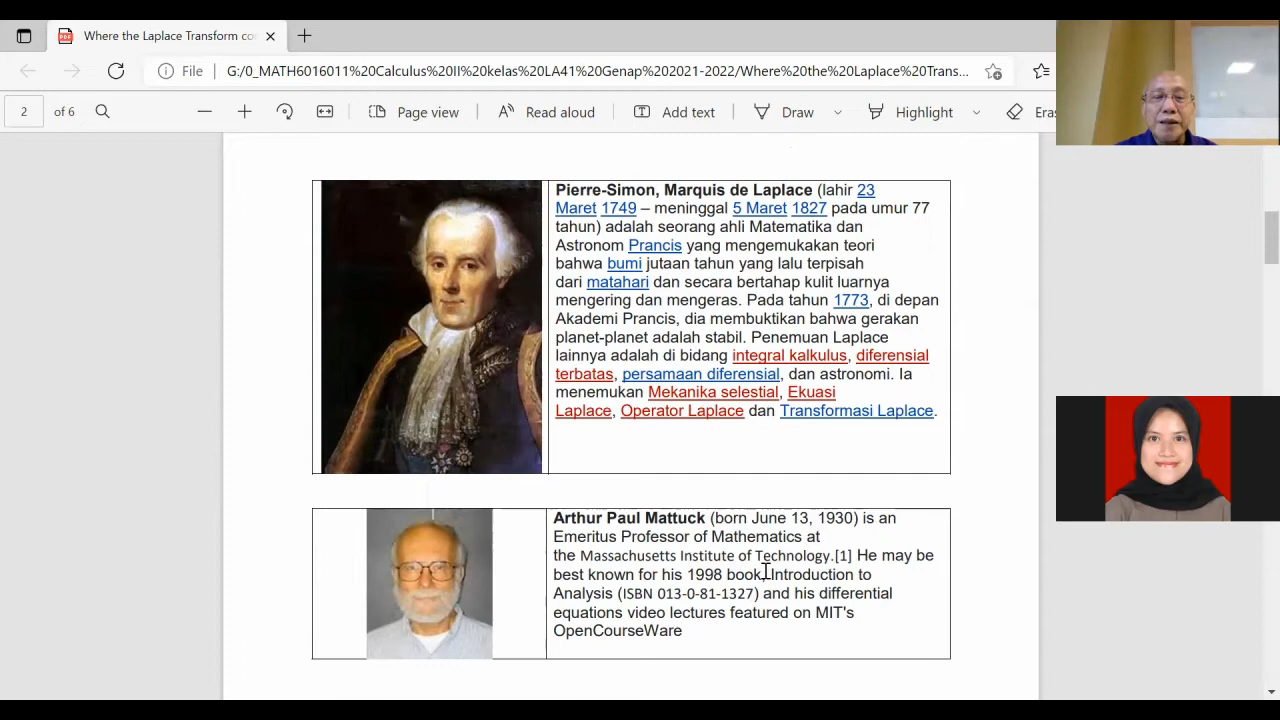 Where the Laplace Transform co
File
G:/0_MATH6016011%20Calculus%20II%20kelas%20LA41%20Genap%202021-2022/Where%20the%20Laplace%20Trans...
2 of 6
Page view
Read aloud
Add text
Draw
Highlight
Eras
Pierre-Simon, Marquis de Laplace (lahir 23
Maret 1749 – meninggal 5 Maret 1827 pada umur 77
tahun) adalah seorang ahli Matematika dan
Astronom Prancis yang mengemukakan teori
bahwa bumi jutaan tahun yang lalu terpisah
dari matahari dan secara bertahap kulit luarnya
mengering dan mengeras. Pada tahun 1773, di depan
Akademi Prancis, dia membuktikan bahwa gerakan
planet-planet adalah stabil. Penemuan Laplace
lainnya adalah di bidang integral kalkulus, diferensial
terbatas, persamaan diferensial, dan astronomi. Ia
menemukan Mekanika selestial, Ekuasi
Laplace, Operator Laplace dan Transformasi Laplace.
Arthur Paul Mattuck (born June 13, 1930) is an
Emeritus Professor of Mathematics at
the Massachusetts Institute of Technology.[1] He may be
best known for his 1998 book, Introduction to
Analysis (ISBN 013-0-81-1327) and his differential
equations video lectures featured on MIT's
OpenCourseWare